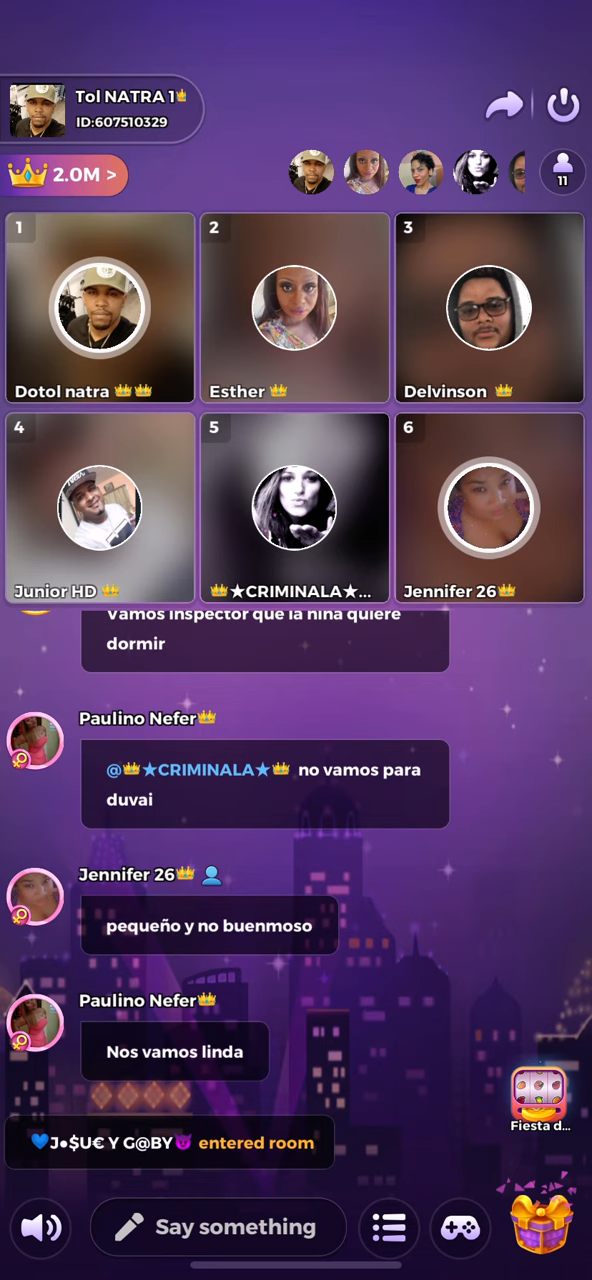 Tol NATRA 1👑
ID:607510329
2.0M >
11
1
2
3
Dotol natra 👑👑
Esther 👑
Delvinson 👑
4
5
6
Junior HD 👑
👑★CRIMINALA★...
Jennifer 26👑
Vamos inspector que la niña quiere
dormir
Paulino Nefer👑
@👑★CRIMINALA★👑 no vamos para
duvai
Jennifer 26👑
pequeño y no buenmoso
Paulino Nefer👑
Nos vamos linda
💙J●$U€ Y G@BY😈 entered room
Fiesta d...
Say something